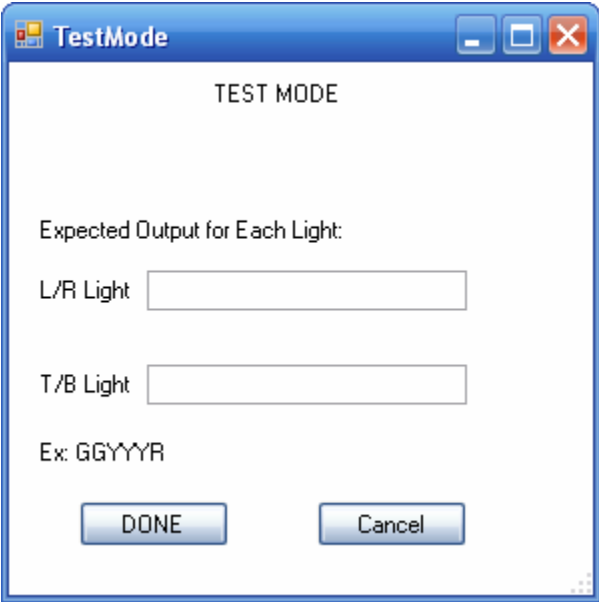 TestMode
TEST MODE
Expected Output for Each Light:
L/R Light
T/B Light
Ex: GGYYYR
DONE Cancel